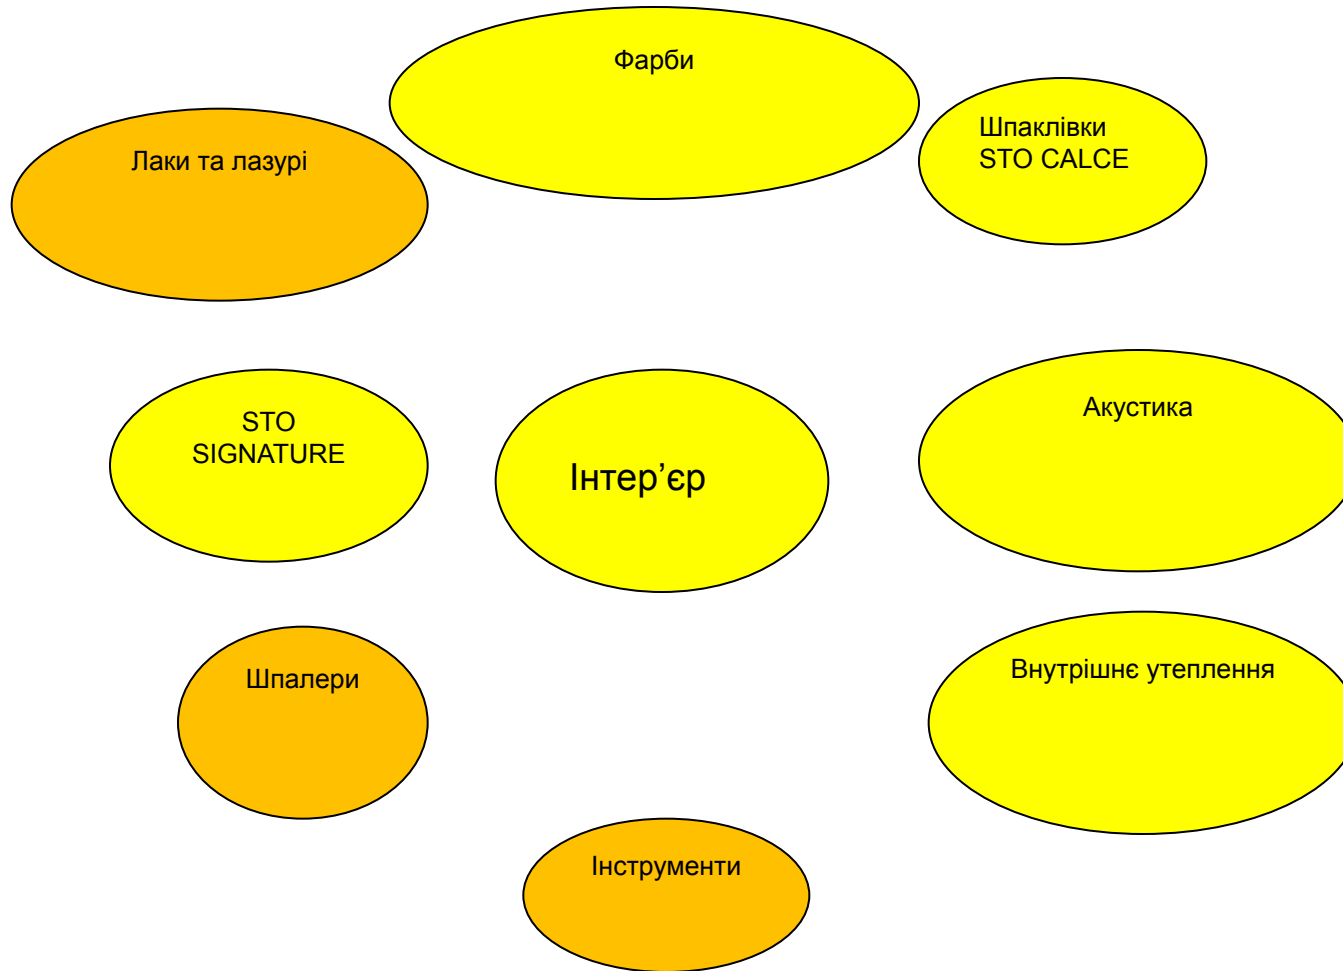 Фарби
Шпаклівки
STO CALCE
Лаки та лазурі
STO
SIGNATURE
Інтер’єр
Акустика
Шпалери
Внутрішнє утеплення
Інструменти